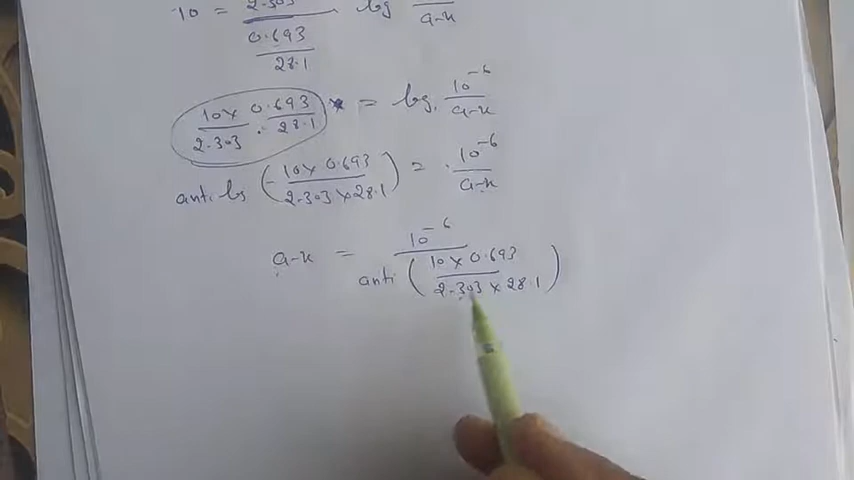 10 = 2.303 / (0.693 / 28.1) log / a-x
10 x / 2.303 . 0.693 / 28.1 = log 10^-6 / a-x
anti log (10 x 0.693 / 2.303 x 28.1) = 10^-6 / a-x
a-x = 10^-6 / anti (10 x 0.693 / 2.303 x 28.1)